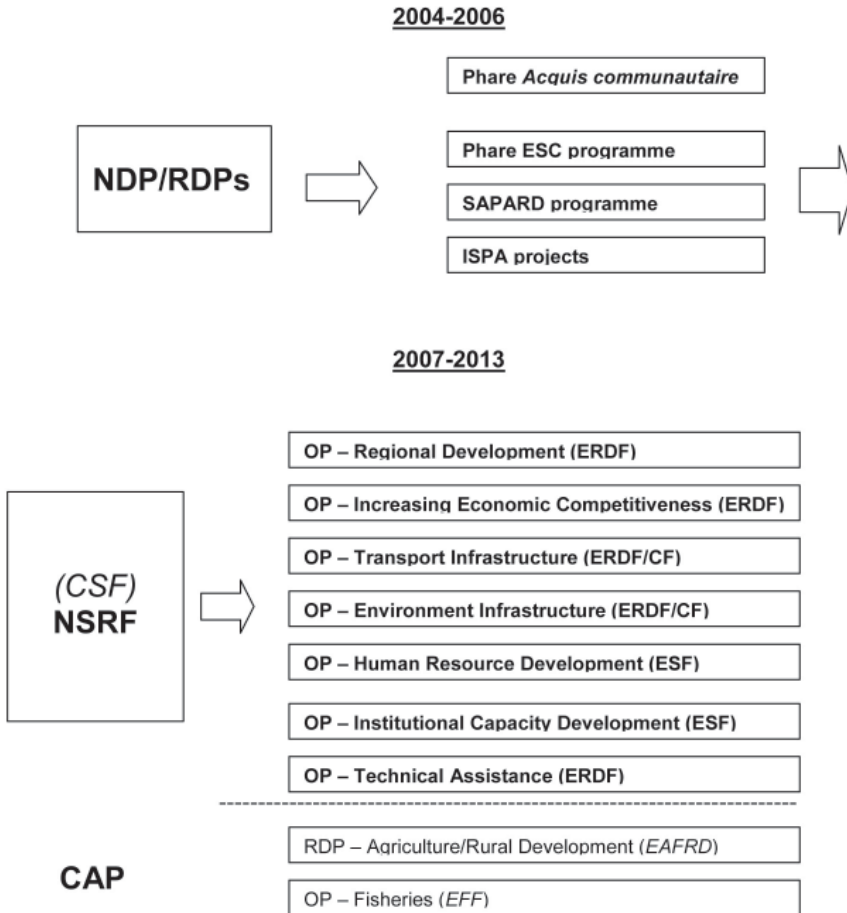 2004-2006
Phare Acquis communautaire
NDP/RDPs
Phare ESC programme
SAPARD programme
ISPA projects
2007-2013
OP – Regional Development (ERDF)
OP – Increasing Economic Competitiveness (ERDF)
OP – Transport Infrastructure (ERDF/CF)
(CSF)
NSRF
OP – Environment Infrastructure (ERDF/CF)
OP – Human Resource Development (ESF)
OP – Institutional Capacity Development (ESF)
OP – Technical Assistance (ERDF)
RDP – Agriculture/Rural Development (EAFRD)
CAP
OP – Fisheries (EFF)